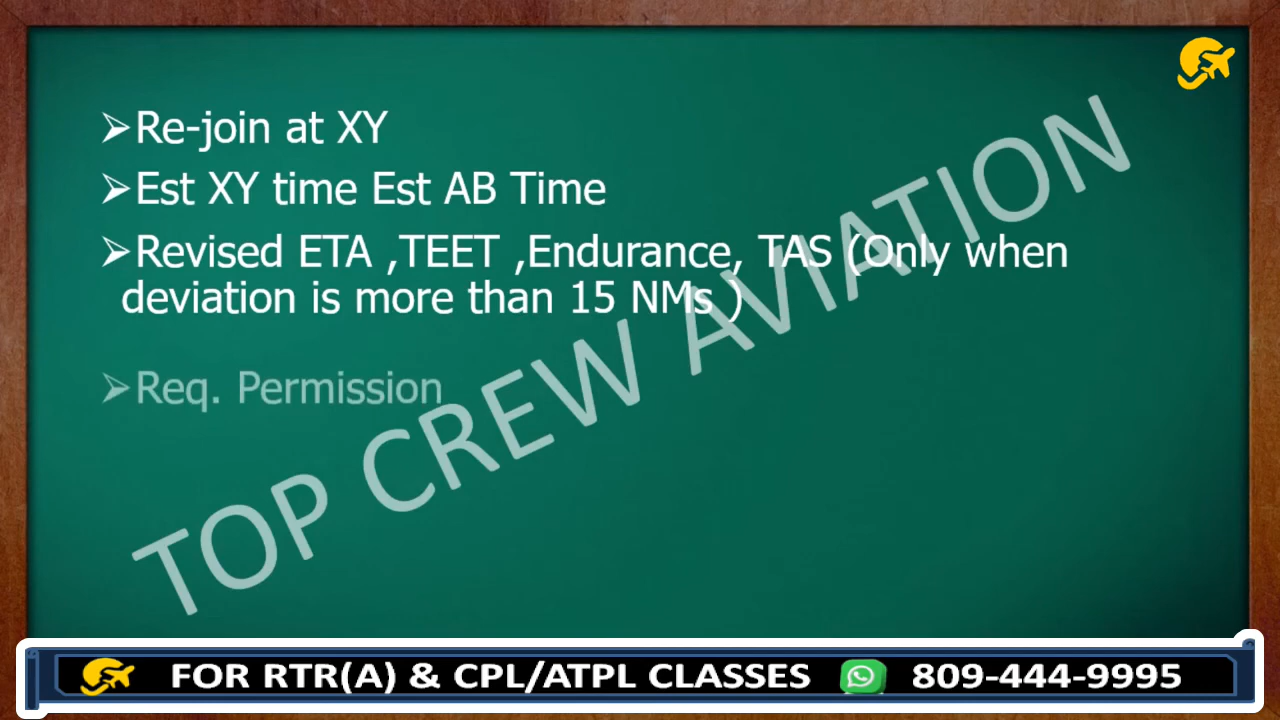 ➢Re-join at XY
➢Est XY time Est AB Time
➢Revised ETA ,TEET ,Endurance, TAS (Only when
deviation is more than 15 NMs )
➢Req. Permission
TOP CREW AVIATION
FOR RTR(A) & CPL/ATPL CLASSES 809-444-9995